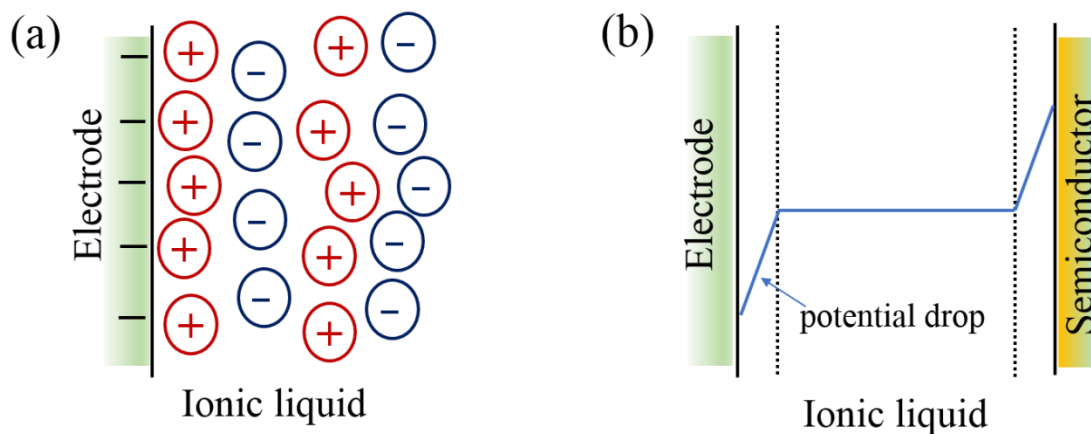 (a)
Electrode
− − − − −
+ + + + +
− − − −
+ + + + +
− − − − −
Ionic liquid
(b)
Electrode
potential drop
Semiconductor
Ionic liquid